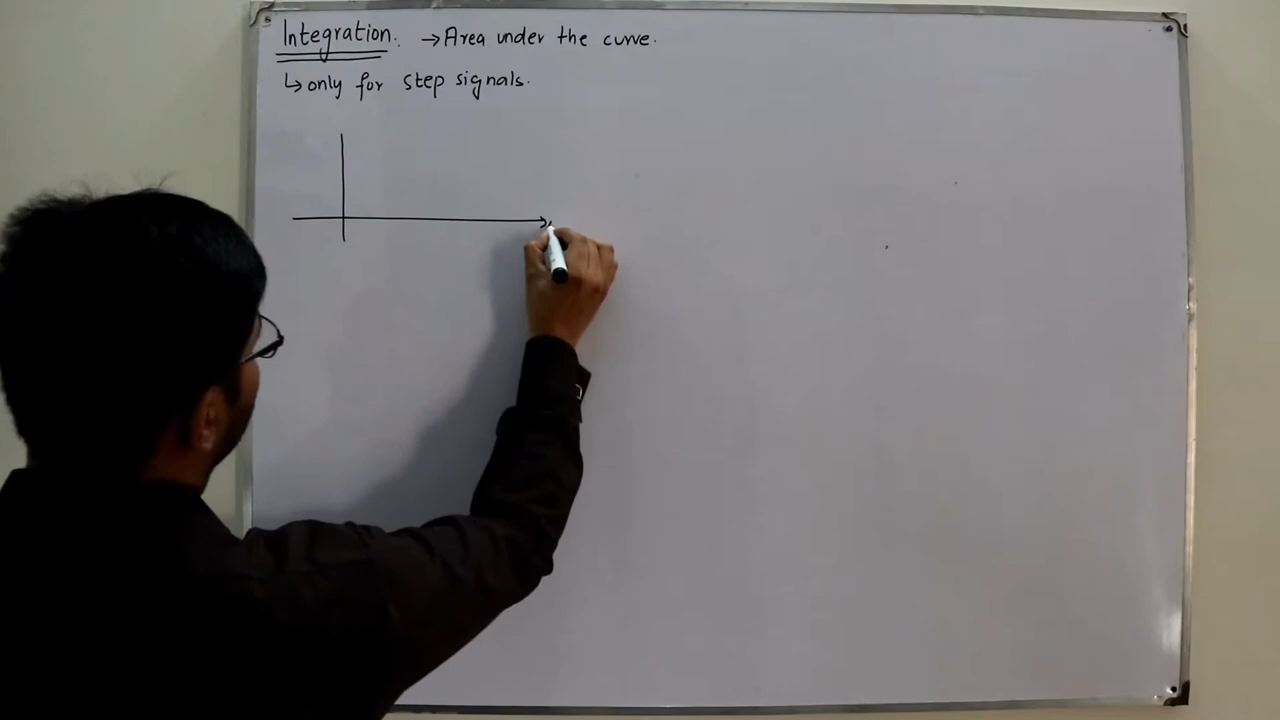 Integration. → Area under the curve.
↳ only for step signals.